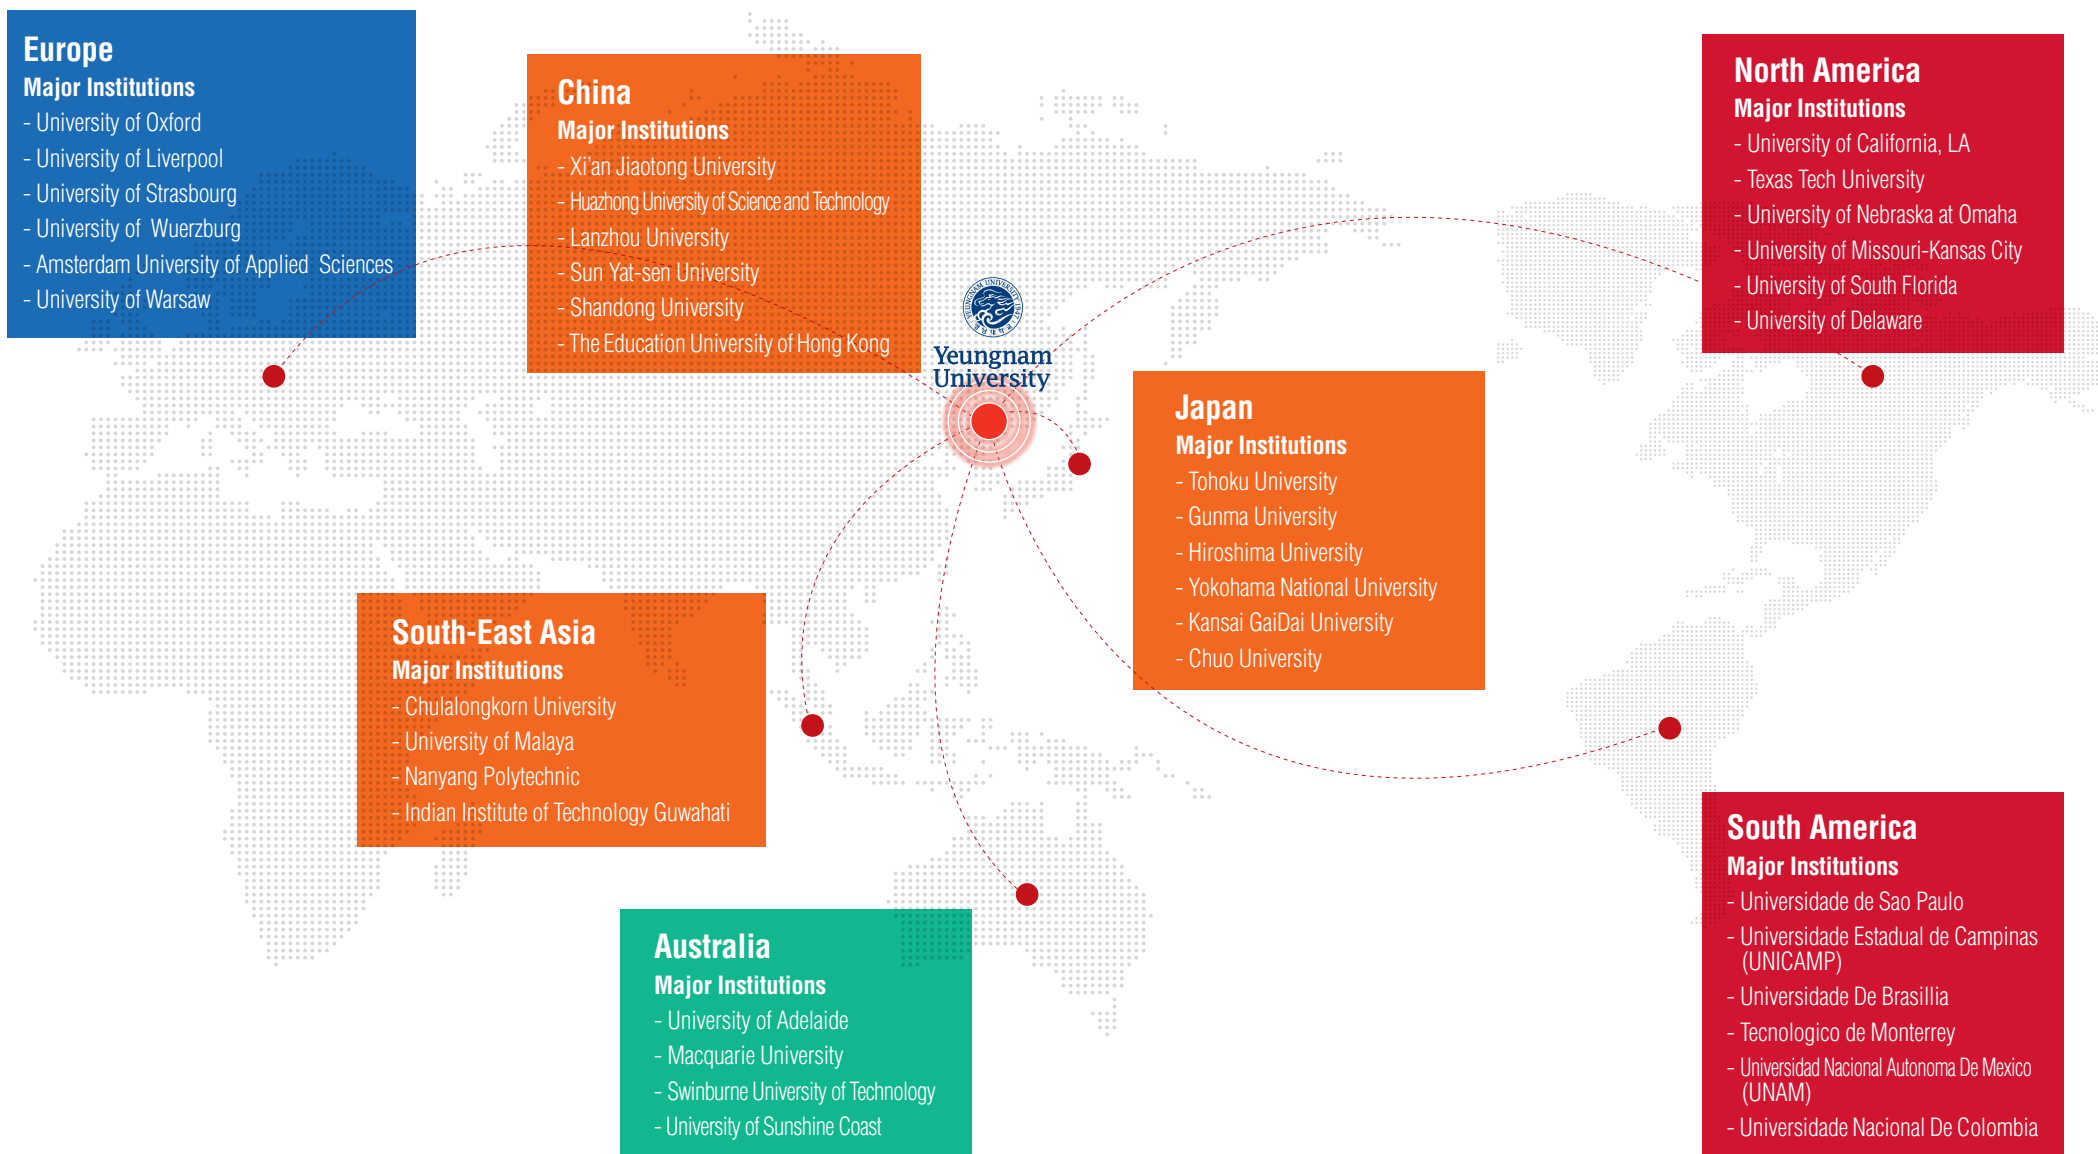 Europe
Major Institutions
- University of Oxford
- University of Liverpool
- University of Strasbourg
- University of Wuerzburg
- Amsterdam University of Applied Sciences
- University of Warsaw
China
Major Institutions
- Xi'an Jiaotong University
- Huazhong University of Science and Technology
- Lanzhou University
- Sun Yat-sen University
- Shandong University
- The Education University of Hong Kong
YEUNGNAM UNIVERSITY 1947
Yeungnam
University
North America
Major Institutions
- University of California, LA
- Texas Tech University
- University of Nebraska at Omaha
- University of Missouri-Kansas City
- University of South Florida
- University of Delaware
Japan
Major Institutions
- Tohoku University
- Gunma University
- Hiroshima University
- Yokohama National University
- Kansai GaiDai University
- Chuo University
South-East Asia
Major Institutions
- Chulalongkorn University
- University of Malaya
- Nanyang Polytechnic
- Indian Institute of Technology Guwahati
Australia
Major Institutions
- University of Adelaide
- Macquarie University
- Swinburne University of Technology
- University of Sunshine Coast
South America
Major Institutions
- Universidade de Sao Paulo
- Universidade Estadual de Campinas
(UNICAMP)
- Universidade De Brasillia
- Tecnologico de Monterrey
- Universidad Nacional Autonoma De Mexico
(UNAM)
- Universidade Nacional De Colombia